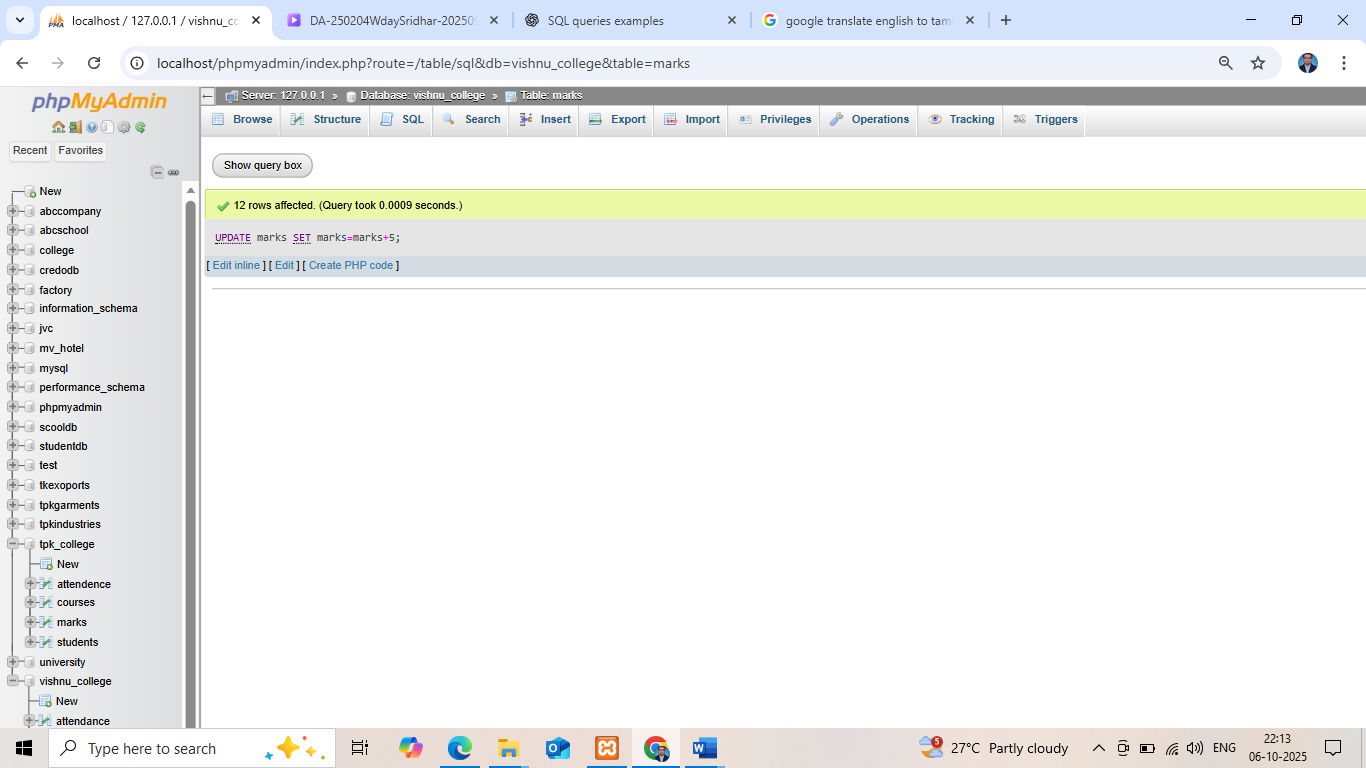 localhost / 127.0.0.1 / vishnu_co
DA-250204WdaySridhar-202505
SQL queries examples
google translate english to tam
localhost/phpmyadmin/index.php?route=/table/sql&db=vishnu_college&table=marks
phpMyAdmin
Server: 127.0.0.1 » Database: vishnu_college » Table: marks
Browse Structure SQL Search Insert Export Import Privileges Operations Tracking Triggers
Recent Favorites
Show query box
New
abccompany
abcschool
college
credodb
factory
information_schema
jvc
mv_hotel
mysql
performance_schema
phpmyadmin
scooldb
studentdb
test
tkexoports
tpkgarments
tpkindustries
tpk_college
New
attendence
courses
marks
students
university
vishnu_college
New
attendance
12 rows affected. (Query took 0.0009 seconds.)
UPDATE marks SET marks=marks+5;
[ Edit inline ] [ Edit ] [ Create PHP code ]
Type here to search
5
27°C Partly cloudy
ENG
22:13
06-10-2025